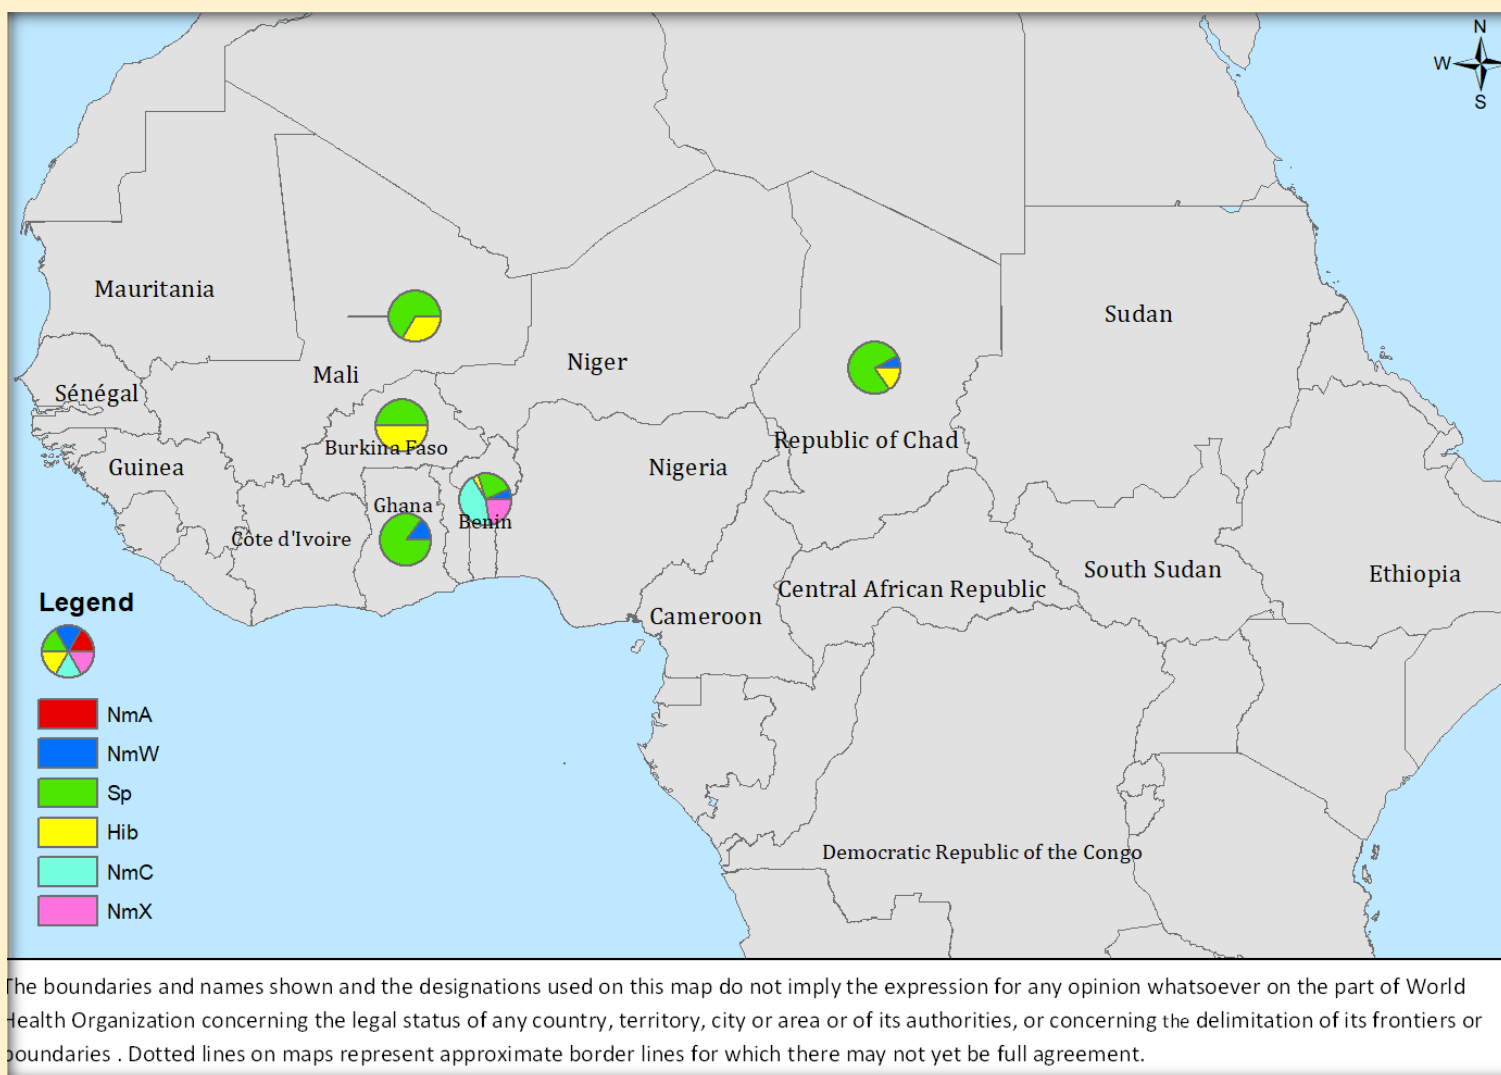 N
W
S
Mauritania
Sudan
Niger
Mali
Sénégal
Republic of Chad
Burkina Faso
Guinea
Nigeria
Ghana
Benin
Côte d'Ivoire
South Sudan
Ethiopia
Central African Republic
Cameroon
Legend
NmA
NmW
Sp
Hib
NmC
NmX
Democratic Republic of the Congo
The boundaries and names shown and the designations used on this map do not imply the expression for any opinion whatsoever on the part of World
Health Organization concerning the legal status of any country, territory, city or area or of its authorities, or concerning the delimitation of its frontiers or
boundaries . Dotted lines on maps represent approximate border lines for which there may not yet be full agreement.